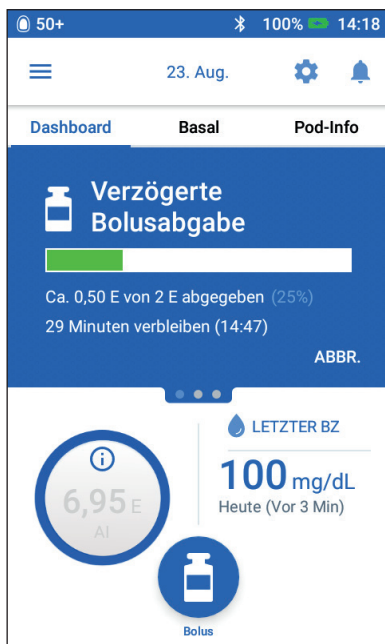 50+ 100% 14:18
23. Aug.
Dashboard Basal Pod-Info
Verzögerte
Bolusabgabe
Ca. 0,50 E von 2 E abgegeben (25%)
29 Minuten verbleiben (14:47)
ABBR.
LETZTER BZ
100 mg/dL
Heute (Vor 3 Min)
6,95 E
AI
Bolus